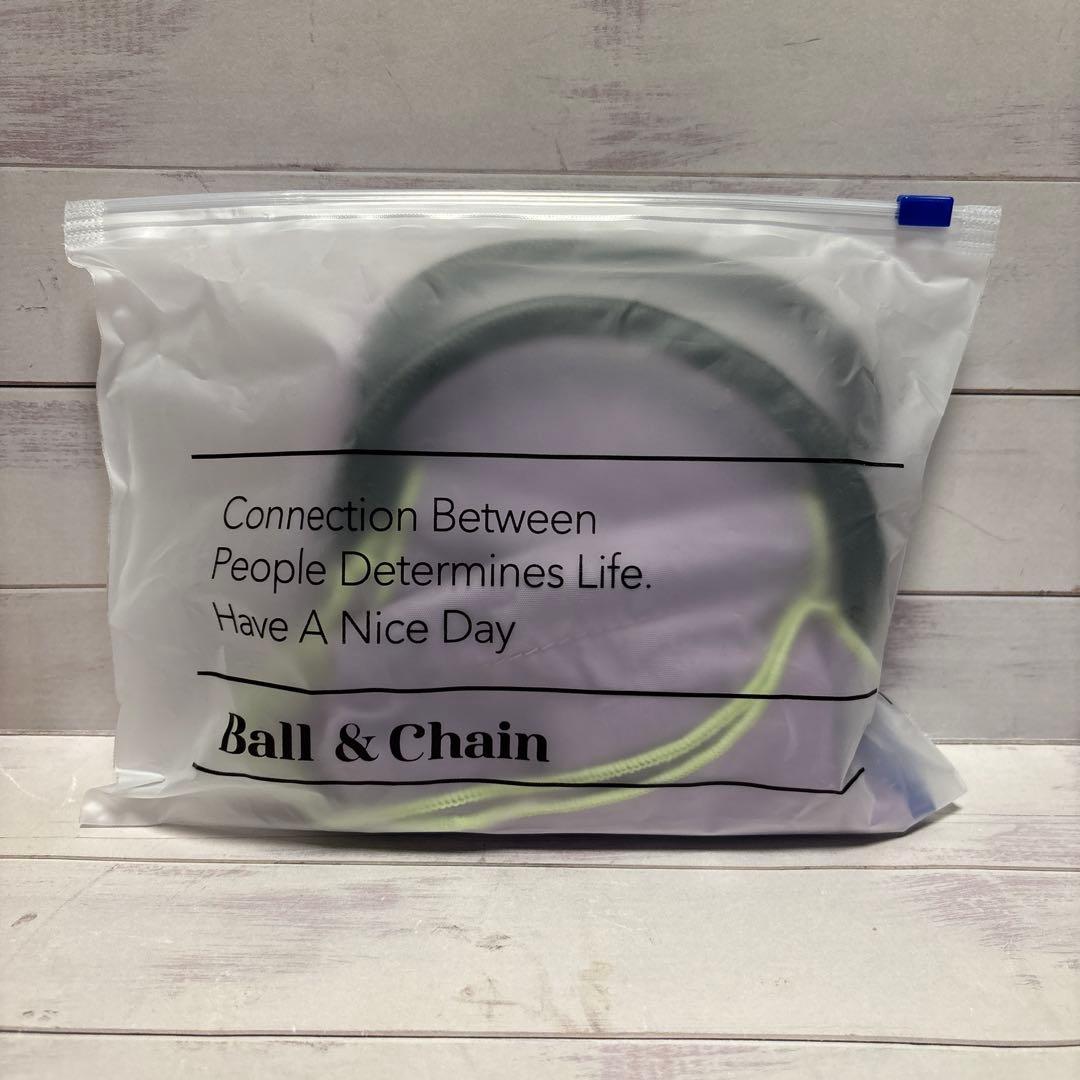 Connection Between
People Determines Life.
Have A Nice Day
Ball & Chain